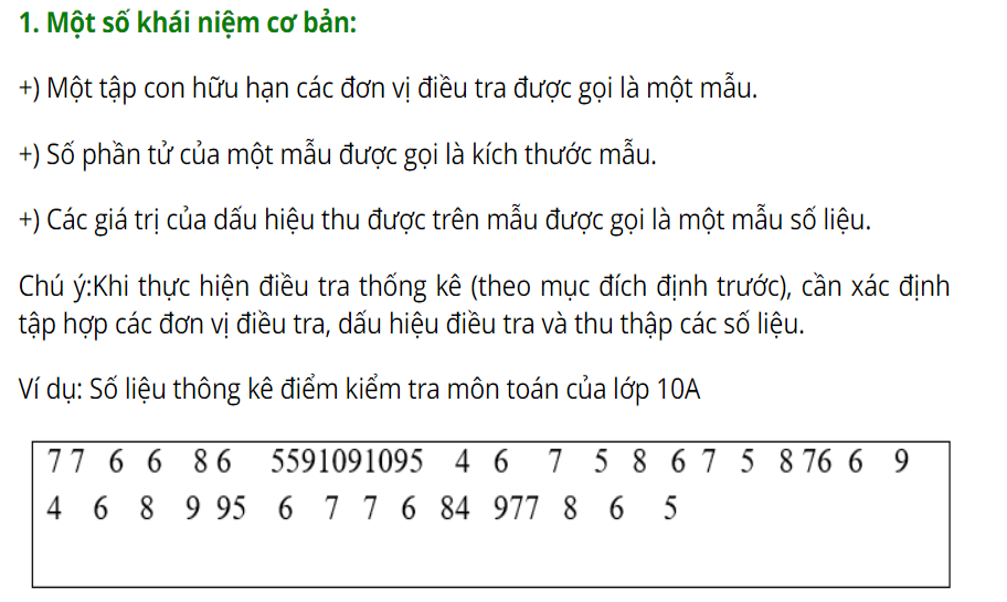 1. Một số khái niệm cơ bản:
+) Một tập con hữu hạn các đơn vị điều tra được gọi là một mẫu.
+) Số phần tử của một mẫu được gọi là kích thước mẫu.
+) Các giá trị của dấu hiệu thu được trên mẫu được gọi là một mẫu số liệu.
Chú ý:Khi thực hiện điều tra thống kê (theo mục đích định trước), cần xác định
tập hợp các đơn vị điều tra, dấu hiệu điều tra và thu thập các số liệu.
Ví dụ: Số liệu thông kê điểm kiểm tra môn toán của lớp 10A
7 7 6 6 8 6 5591091095 4 6 7 5 8 6 7 5 8 76 6 9
4 6 8 9 95 6 7 7 6 84 977 8 6 5